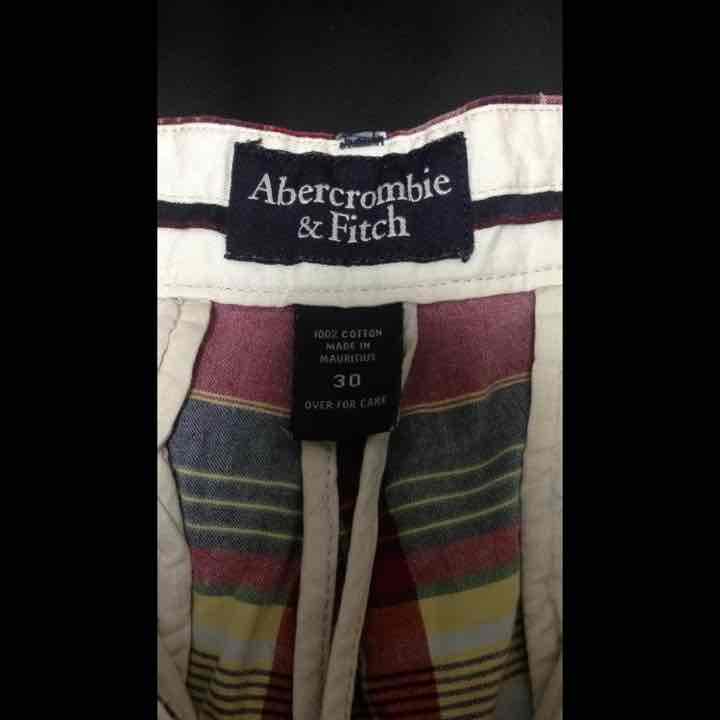 Abercrombie
& Fitch
100% COTTON
MADE IN
MAURITIUS
30
OVER FOR CARE